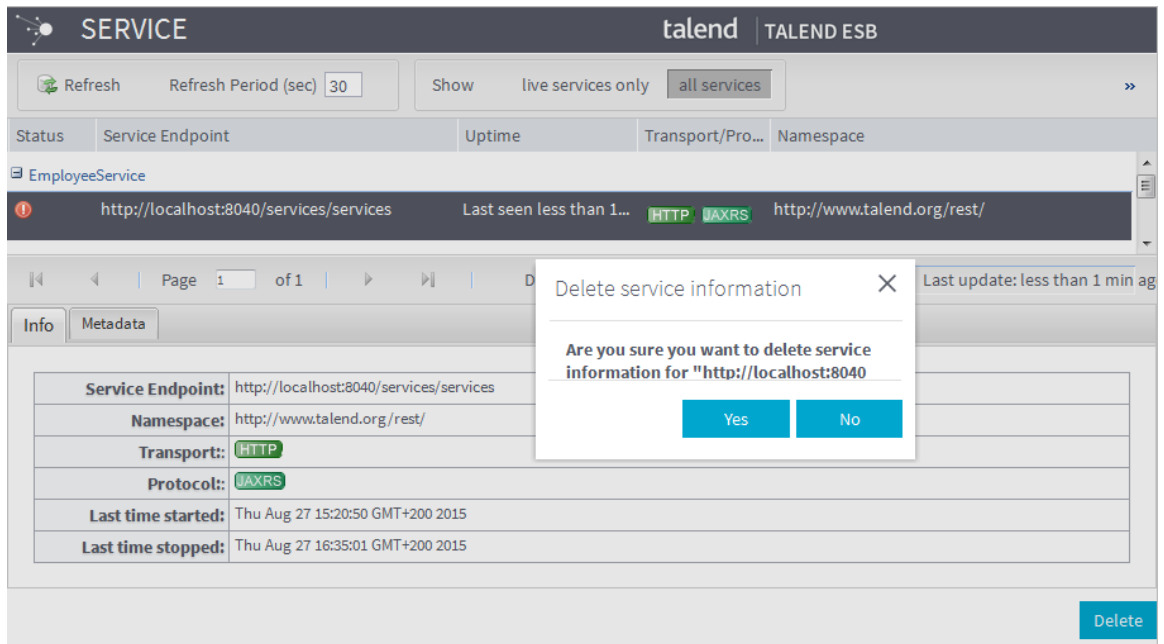 SERVICE talend TALEND ESB
Refresh Refresh Period (sec) 30 Show live services only all services »
Status Service Endpoint Uptime Transport/Pro... Namespace
EmployeeService
http://localhost:8040/services/services Last seen less than 1... HTTP JAXRS http://www.talend.org/rest/
Page 1 of 1 D Last update: less than 1 min ag
Delete service information
Info Metadata
Are you sure you want to delete service
information for "http://localhost:8040
Yes No
Service Endpoint: http://localhost:8040/services/services
Namespace: http://www.talend.org/rest/
Transport:: HTTP
Protocol:: JAXRS
Last time started: Thu Aug 27 15:20:50 GMT+200 2015
Last time stopped: Thu Aug 27 16:35:01 GMT+200 2015
Delete